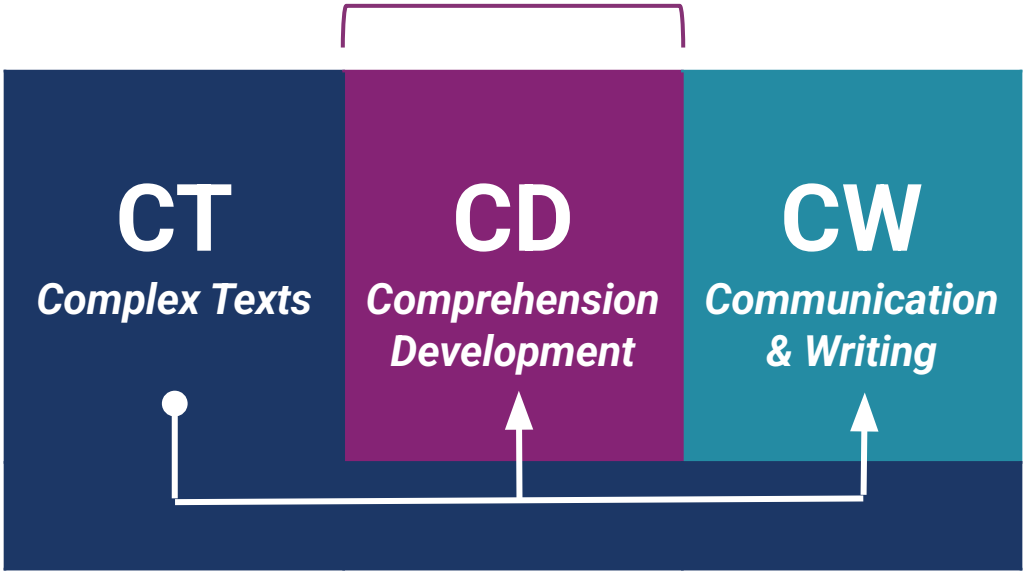 CT
Complex Texts
CD
Comprehension
Development
CW
Communication
& Writing